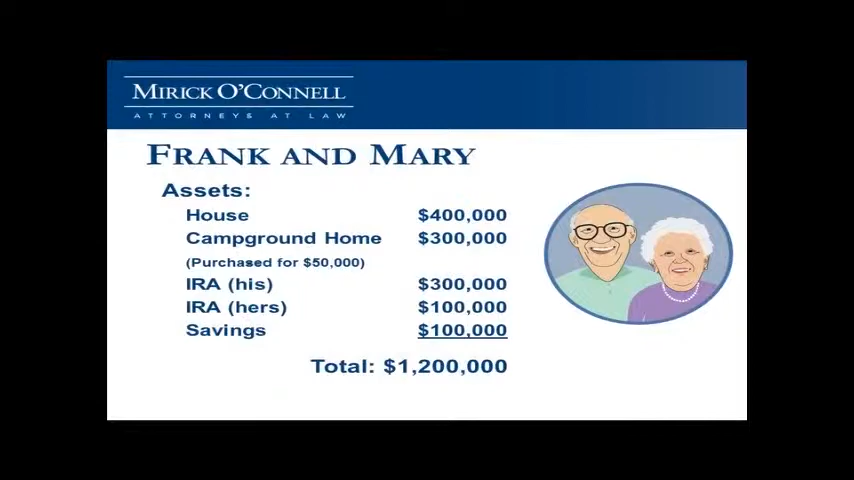 MIRICK O'CONNELL
ATTORNEYS AT LAW
FRANK AND MARY
Assets:
House $400,000
Campground Home $300,000
(Purchased for $50,000)
IRA (his) $300,000
IRA (hers) $100,000
Savings $100,000
Total: $1,200,000